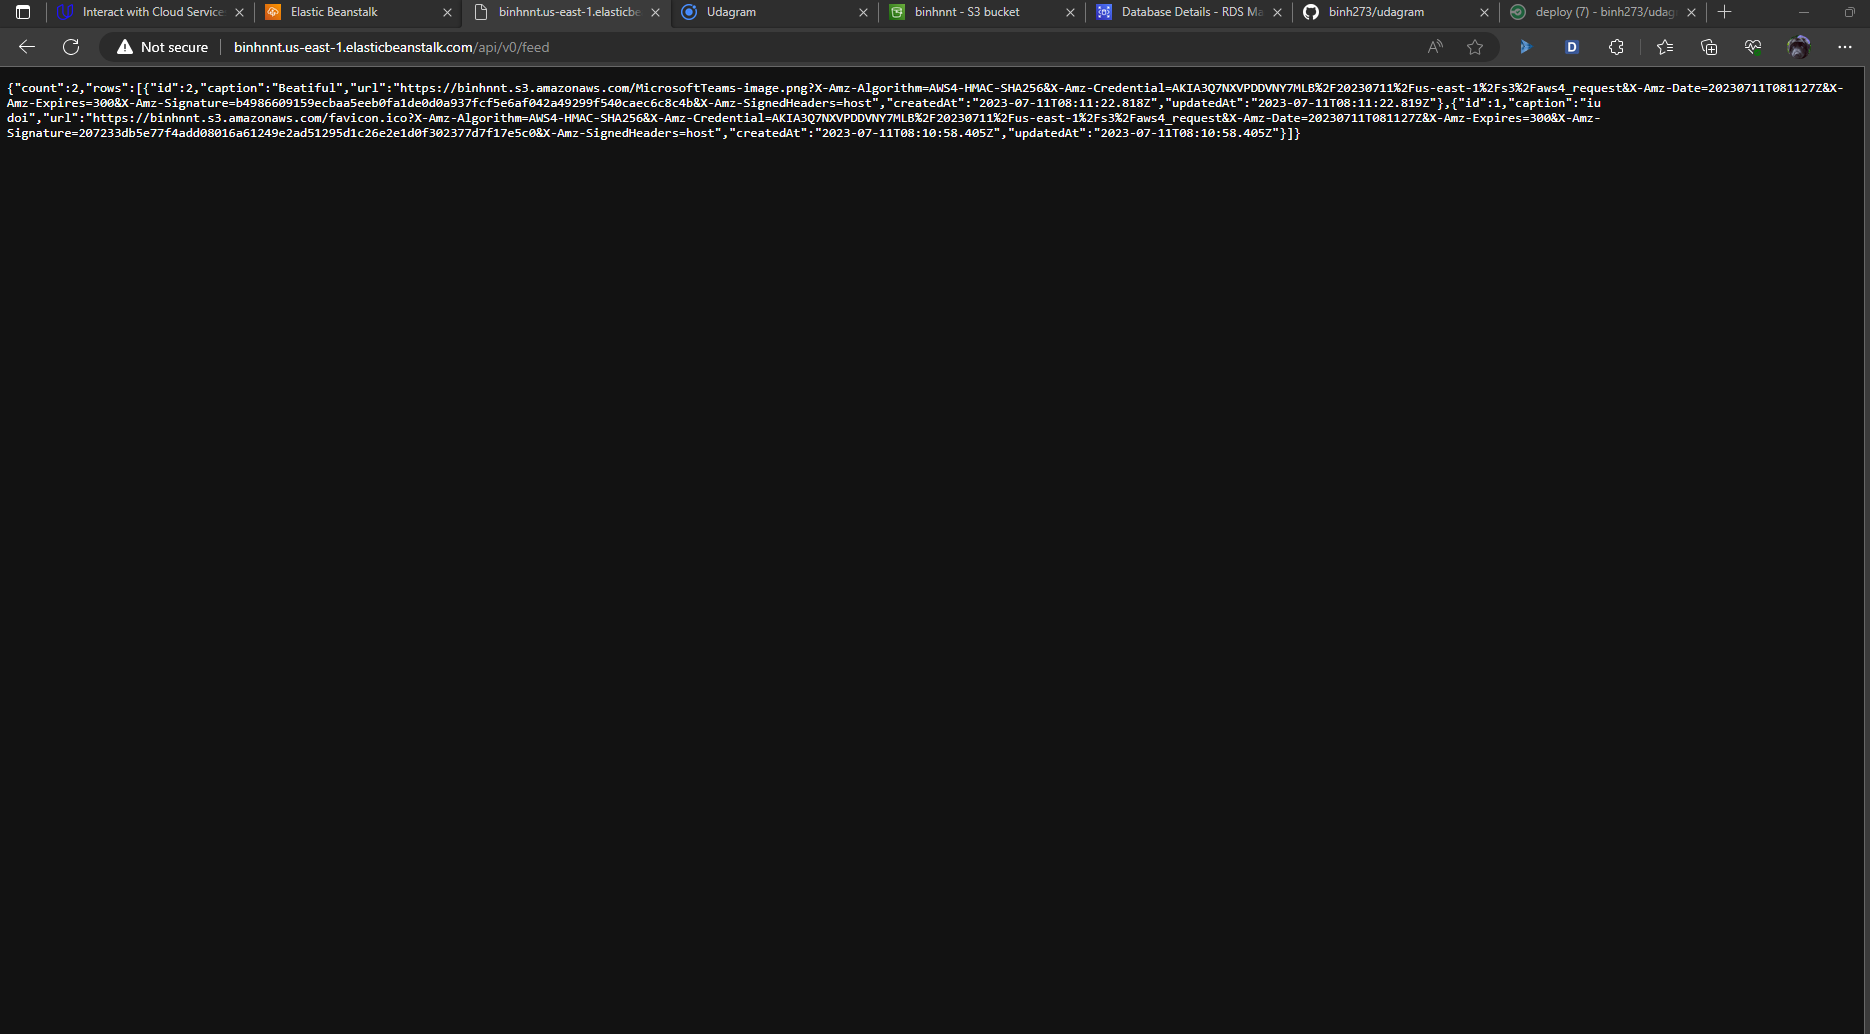 Interact with Cloud Service
Elastic Beanstalk
binhnnt.us-east-1.elasticbe
Udagram
binhnnt - S3 bucket
Database Details - RDS Ma
binh273/udagram
deploy (7) - binh273/udag
Not secure
binhnnt.us-east-1.elasticbeanstalk.com/api/v0/feed
{"count":2,"rows":[{"id":2,"caption":"Beatiful","url":"https://binhnnt.s3.amazonaws.com/MicrosoftTeams-image.png?X-Amz-Algorithm=AWS4-HMAC-SHA256&X-Amz-Credential=AKIA3Q7NXVPDDVNY7MLB%2F20230711%2Fus-east-1%2Fs3%2Faws4_request&X-Amz-Date=20230711T081127Z&X-
Amz-Expires=300&X-Amz-Signature=b4986609159ecbaa5eeb0fa1de0d0a937fcf5e6af042a49299f540caec6c8c4b&X-Amz-SignedHeaders=host","createdAt":"2023-07-11T08:11:22.818Z","updatedAt":"2023-07-11T08:11:22.819Z"},{"id":1,"caption":"iu
doi","url":"https://binhnnt.s3.amazonaws.com/favicon.ico?X-Amz-Algorithm=AWS4-HMAC-SHA256&X-Amz-Credential=AKIA3Q7NXVPDDVNY7MLB%2F20230711%2Fus-east-1%2Fs3%2Faws4_request&X-Amz-Date=20230711T081127Z&X-Amz-Expires=300&X-Amz-
Signature=207233db5e77f4add08016a61249e2ad51295d1c26e2e1d0f302377d7f17e5c0&X-Amz-SignedHeaders=host","createdAt":"2023-07-11T08:10:58.405Z","updatedAt":"2023-07-11T08:10:58.405Z"}]}